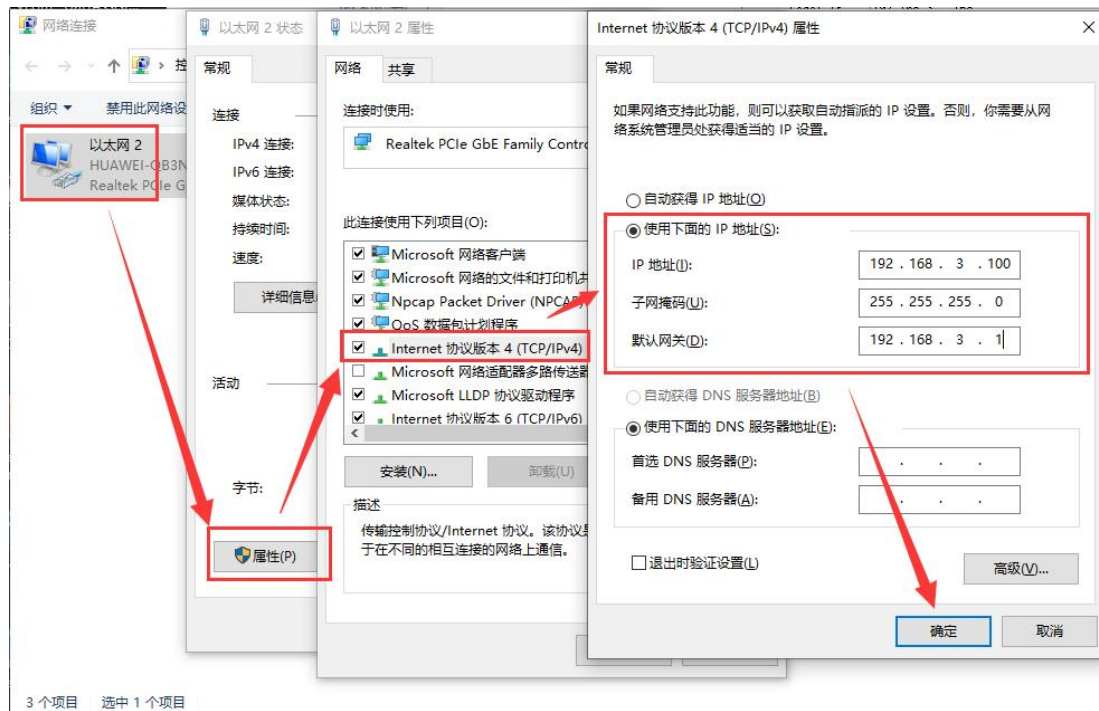 网络连接
控
组织
禁用此网络设
以太网 2
HUAWEI-QB3N
Realtek PCIe G
3 个项目
选中 1 个项目
以太网 2 状态
常规
连接
IPv4 连接:
IPv6 连接:
媒体状态:
持续时间:
速度:
详细信息
活动
字节:
属性(P)
以太网 2 属性
网络
共享
连接时使用:
Realtek PCIe GbE Family Contro
此连接使用下列项目(O):
Microsoft 网络客户端
Microsoft 网络的文件和打印机共
Npcap Packet Driver (NPCAP)
QoS 数据包计划程序
Internet 协议版本 4 (TCP/IPv4)
Microsoft 网络适配器多路传送器
Microsoft LLDP 协议驱动程序
Internet 协议版本 6 (TCP/IPv6)
安装(N)...
卸载(U)
描述
传输控制协议/Internet 协议。该协议是
于在不同的相互连接的网络上通信。
Internet 协议版本 4 (TCP/IPv4) 属性
常规
如果网络支持此功能，则可以获取自动指派的 IP 设置。否则，你需要从网
络系统管理员处获得适当的 IP 设置。
自动获得 IP 地址(O)
使用下面的 IP 地址(S):
IP 地址(I):
192 . 168 . 3 . 100
子网掩码(U):
255 . 255 . 255 . 0
默认网关(D):
192 . 168 . 3 . 1
自动获得 DNS 服务器地址(B)
使用下面的 DNS 服务器地址(E):
首选 DNS 服务器(P):
. . .
备用 DNS 服务器(A):
. . .
退出时验证设置(L)
高级(V)...
确定
取消